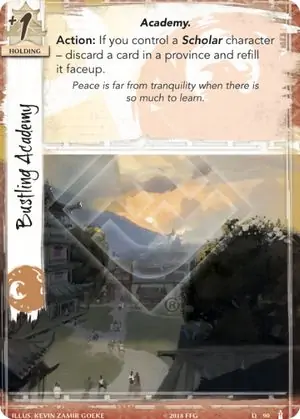 +1
HOLDING
Academy.
Action: If you control a Scholar character
– discard a card in a province and refill
it faceup.
Peace is far from tranquility when there is
so much to learn.
Bustling Academy
®
ILLUS. KEVIN ZAMIR GOEKE
© 2018 FFG
90